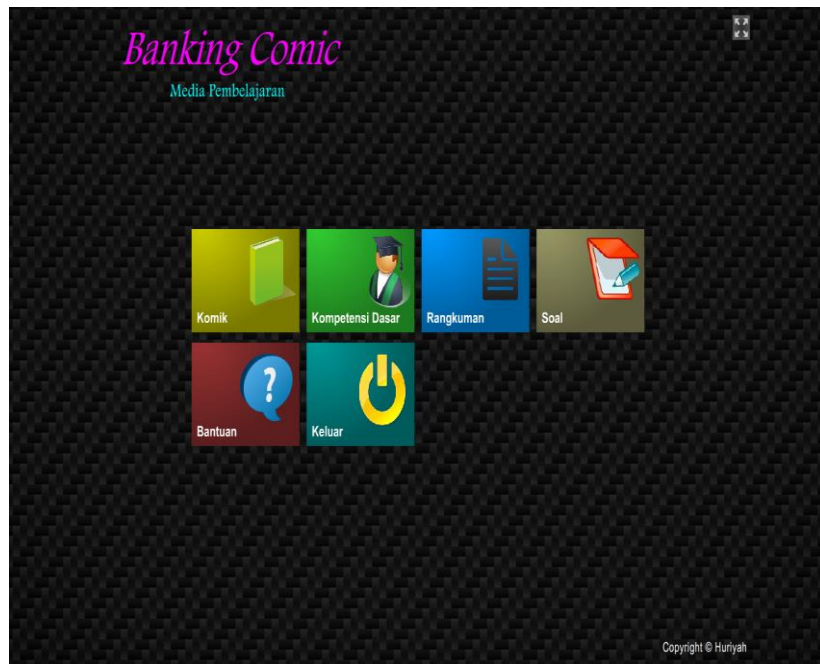 Banking Comic
Media Pembelajaran
Komik
Kompetensi Dasar
Rangkuman
Soal
?
Bantuan
Keluar
Copyright © Huriyah